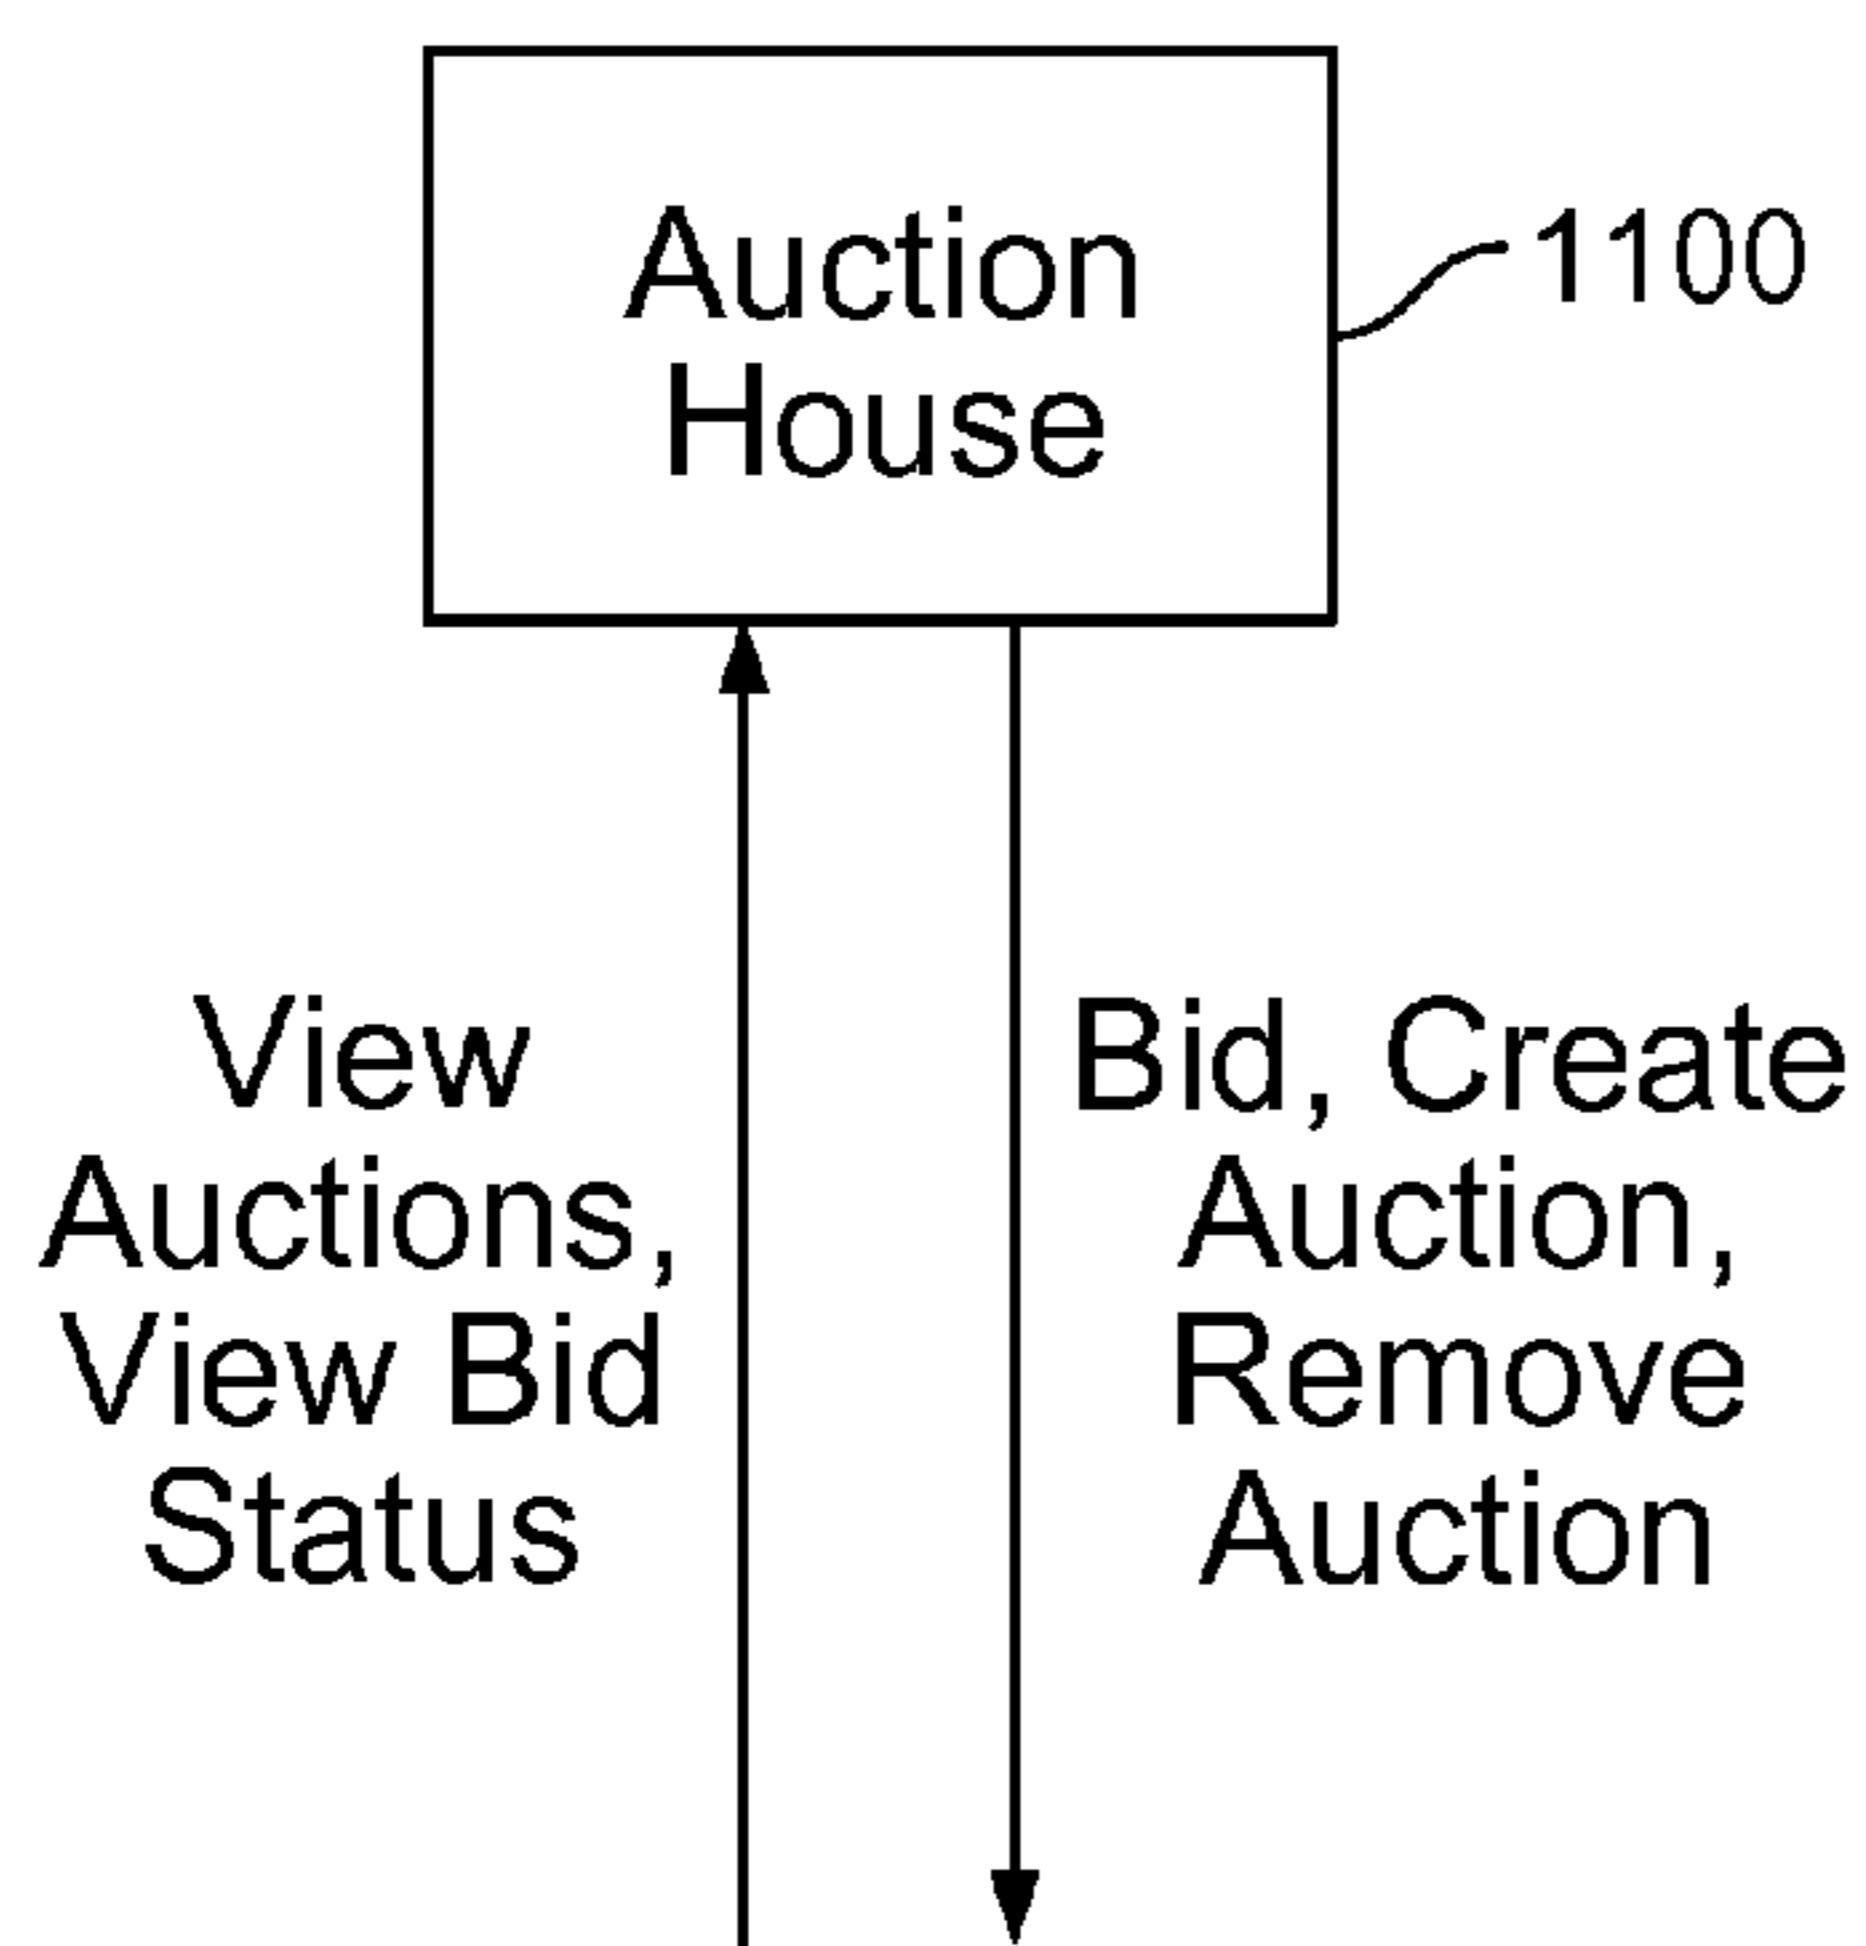 Auction
House
1100
View
Auctions,
View Bid
Status
Bid, Create
Auction,
Remove
Auction